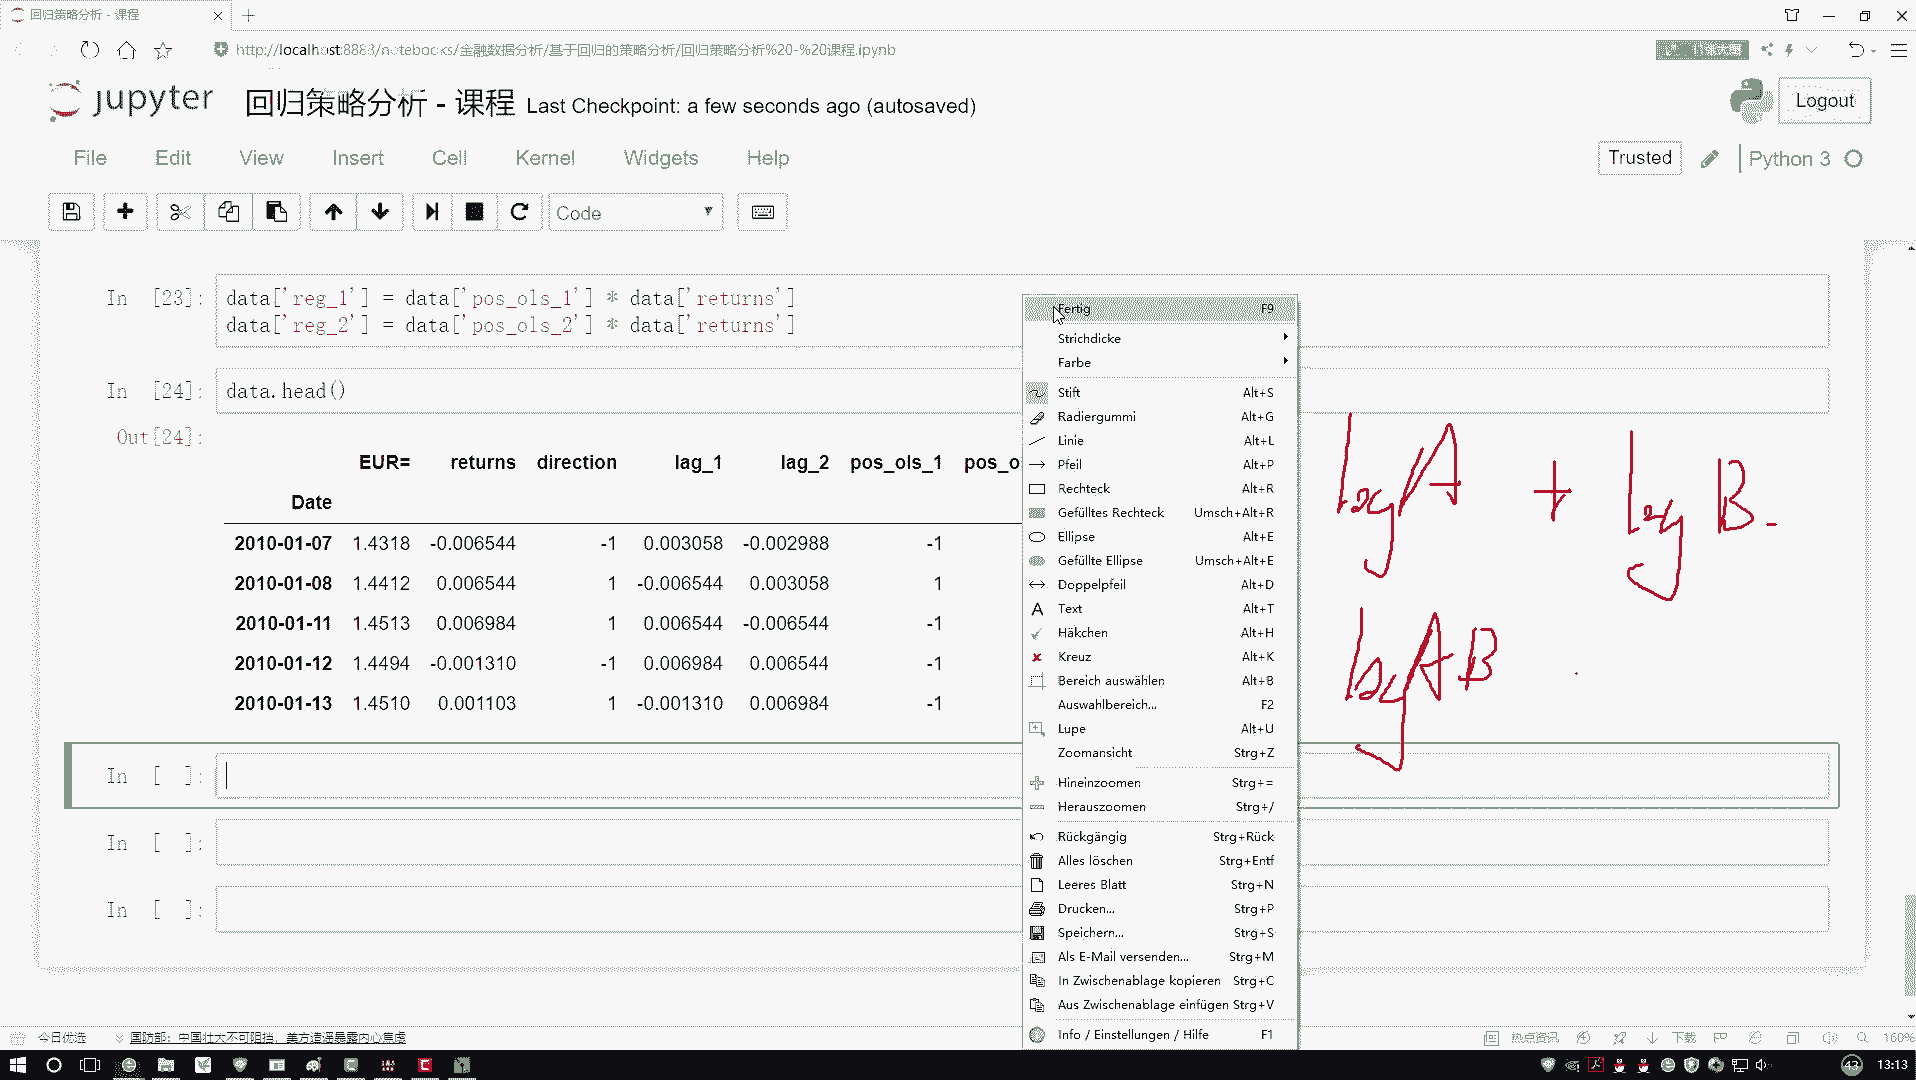 回归策略分析 - 课程
http://localhost:8888/notebooks/金融数据分析/基于回归的策略分析/回归策略分析%20-%20课程.ipynb
jupyter 回归策略分析 - 课程 Last Checkpoint: a few seconds ago (autosaved)
Logout
File Edit View Insert Cell Kernel Widgets Help
Trusted Python 3
Code
In [23]: data['reg_1'] = data['pos_ols_1'] * data['returns']
data['reg_2'] = data['pos_ols_2'] * data['returns']
In [24]: data.head()
Out[24]:
EUR= returns direction lag_1 lag_2 pos_ols_1 pos_o
Date
2010-01-07 1.4318 -0.006544 -1 0.003058 -0.002988 -1
2010-01-08 1.4412 0.006544 1 -0.006544 0.003058 1
2010-01-11 1.4513 0.006984 1 0.006544 -0.006544 -1
2010-01-12 1.4494 -0.001310 -1 0.006984 0.006544 -1
2010-01-13 1.4510 0.001103 1 -0.001310 0.006984 -1
In [ ]:
In [ ]:
In [ ]:
Fertig F9
Strichdicke
Farbe
Stift Alt+S
Radiergummi Alt+G
Linie Alt+L
Pfeil Alt+P
Rechteck Alt+R
Gefülltes Rechteck Umsch+Alt+R
Ellipse Alt+E
Gefüllte Ellipse Umsch+Alt+E
Doppelpfeil Alt+D
Text Alt+T
Häkchen Alt+H
Kreuz Alt+K
Bereich auswählen Alt+B
Auswahlbereich... F2
Lupe Alt+U
Zoomansicht Strg+Z
Hineinzoomen Strg+=
Herauszoomen Strg+/
Rückgängig Strg+Rück
Alles löschen Strg+Entf
Leeres Blatt Strg+N
Drucken... Strg+P
Speichern... Strg+S
Als E-Mail versenden... Strg+M
In Zwischenablage kopieren Strg+C
Aus Zwischenablage einfügen Strg+V
Info / Einstellungen / Hilfe F1
log A + log B
log AB
今日优选 国防部：中国壮大不可阻挡，美方造谣暴露内心焦虑
热点资讯 下载 160%
43 13:13